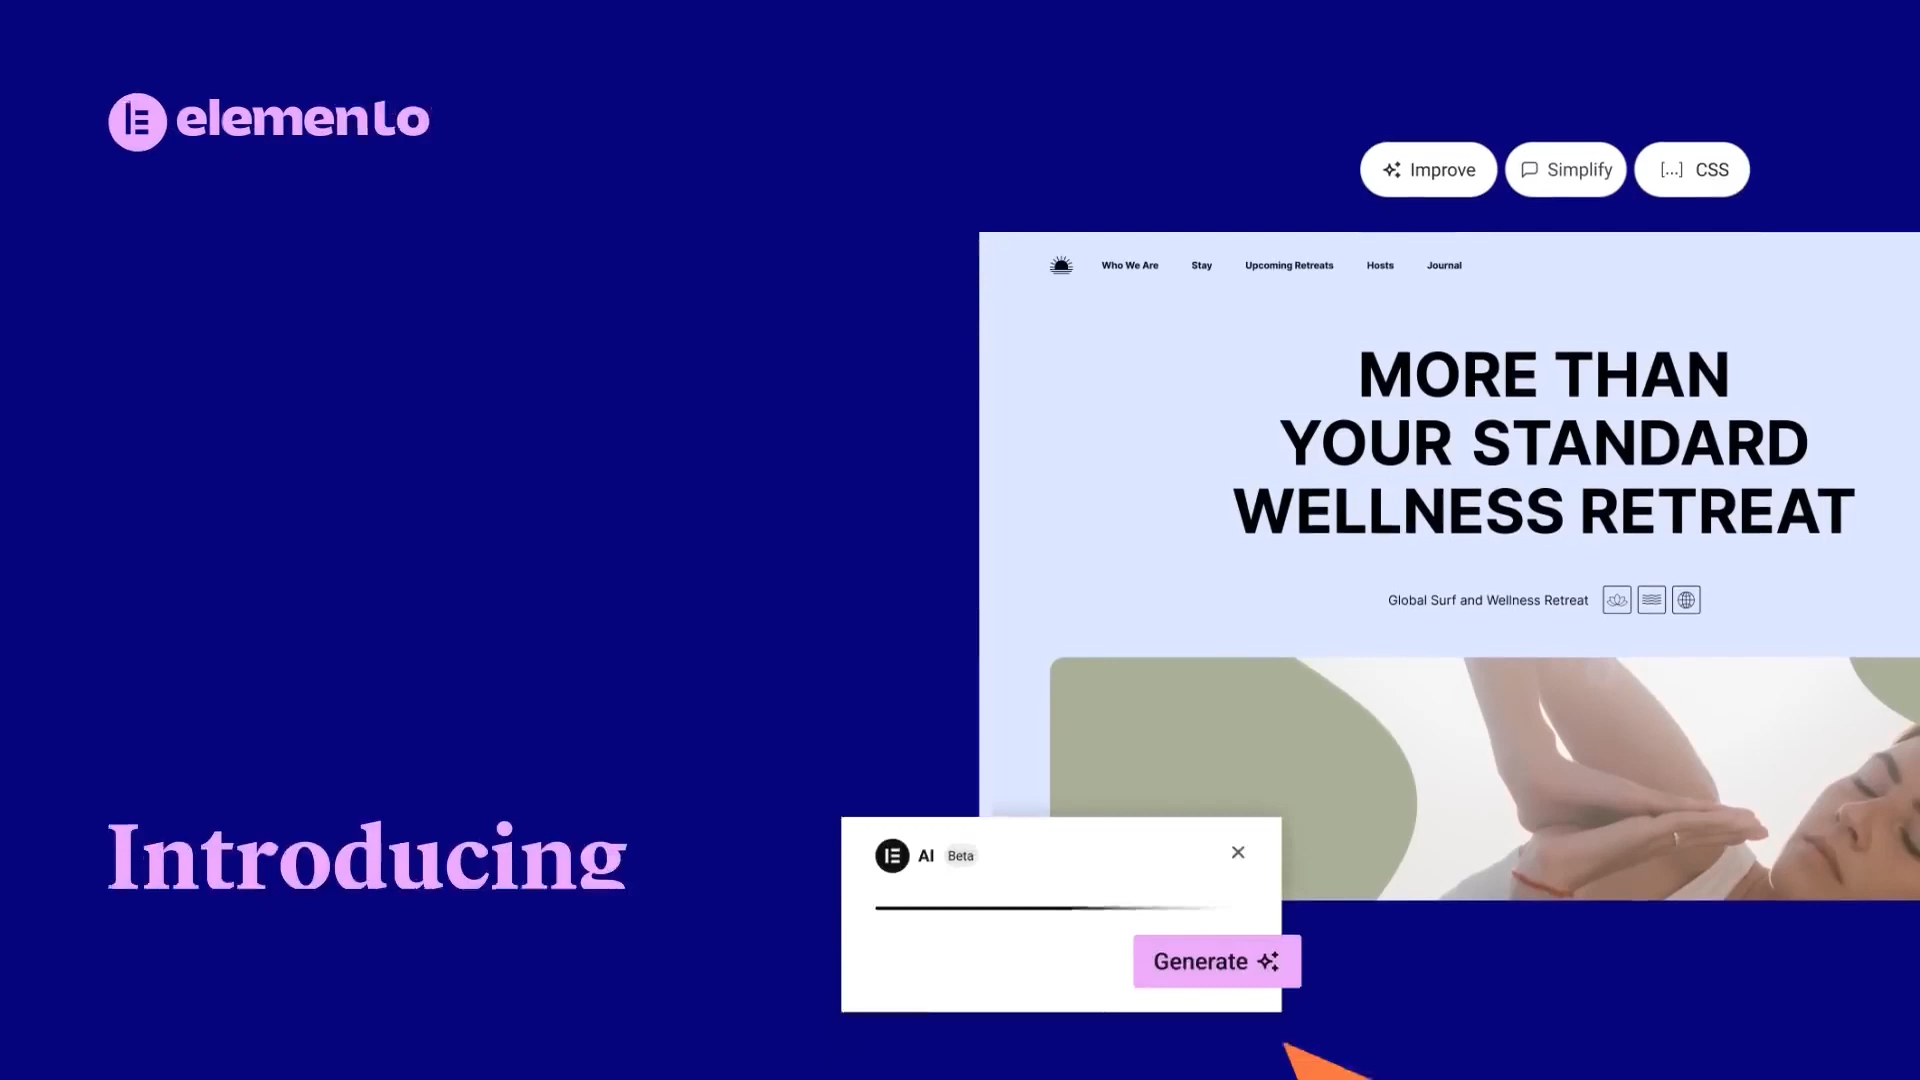 elemento
Improve
Simplify
[...] CSS
Who We Are Stay Upcoming Retreats Hosts Journal
MORE THAN
YOUR STANDARD
WELLNESS RETREAT
Global Surf and Wellness Retreat
Introducing
AI Beta
Generate